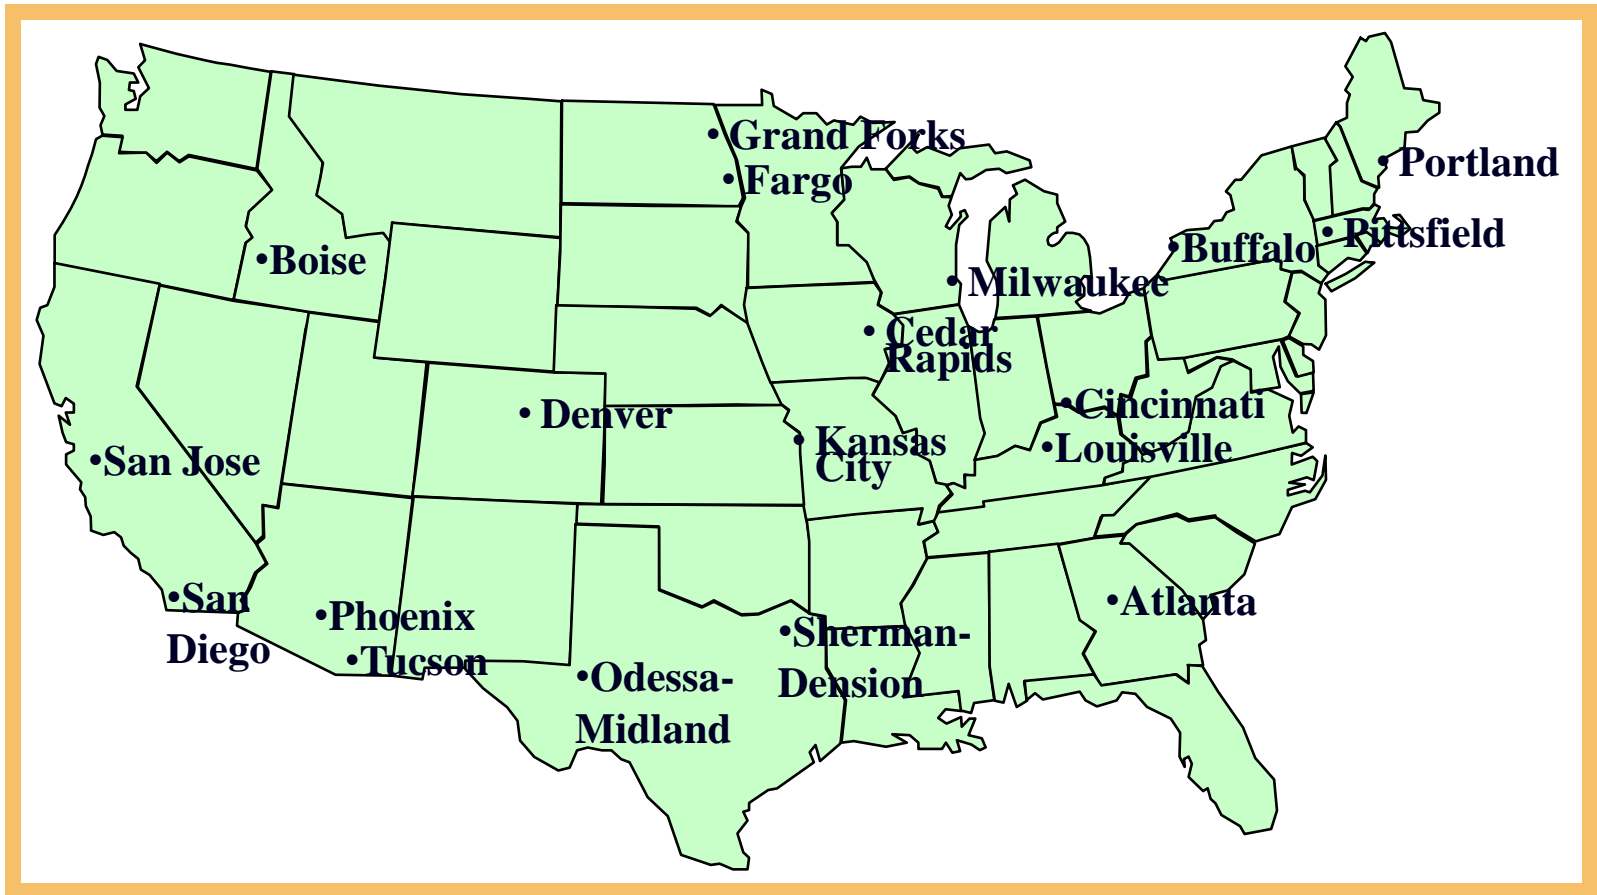 • Grand Forks
• Portland
• Fargo
• Pittsfield
•Buffalo
•Boise
• Milwaukee
• Cedar
Rapids
•Cincinnati
• Denver
• Kansas
City
•Louisville
•San Jose
•San
Diego
•Atlanta
•Phoenix
•Sherman-
Dension
•Tucson
•Odessa-
Midland